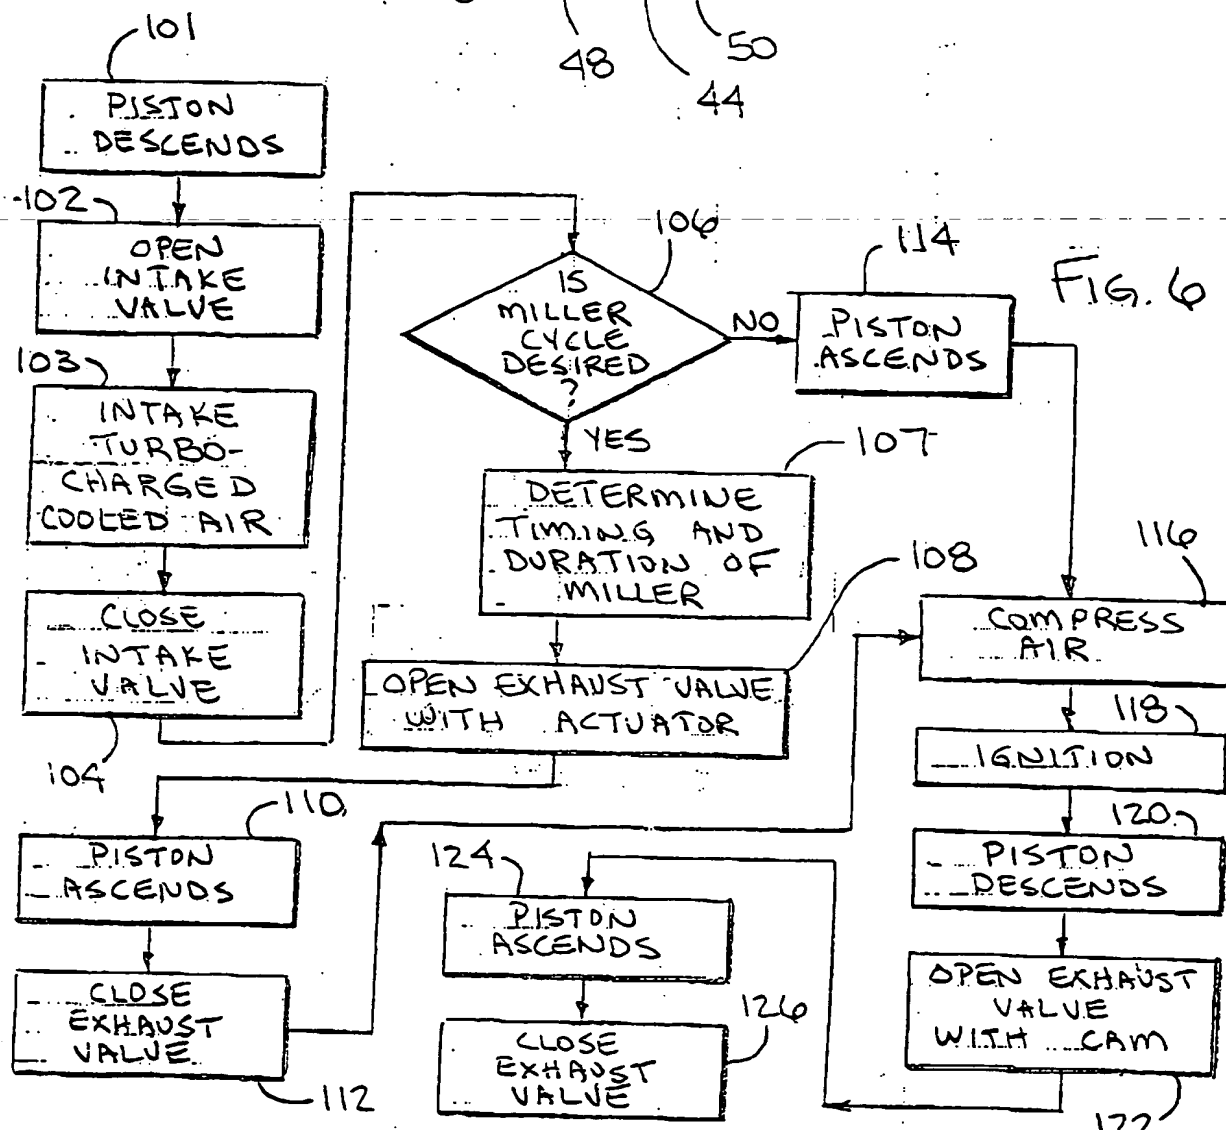 48
44
50
101
PISTON
DESCENDS
102
OPEN
INTAKE
VALVE
103
INTAKE
TURBO-
CHARGED
COOLED AIR
CLOSE
INTAKE
VALVE
104
106
IS
MILLER
CYCLE
DESIRED
?
NO
YES
114
PISTON
ASCENDS
FIG. 6
107
DETERMINE
TIMING AND
DURATION OF
MILLER
108
OPEN EXHAUST VALVE
WITH ACTUATOR
110
PISTON
ASCENDS
CLOSE
EXHAUST
VALVE
112
116
COMPRESS
AIR
118
IGNITION
120
PISTON
DESCENDS
OPEN EXHAUST
VALVE
WITH CAM
122
124
PISTON
ASCENDS
126
CLOSE
EXHAUST
VALVE